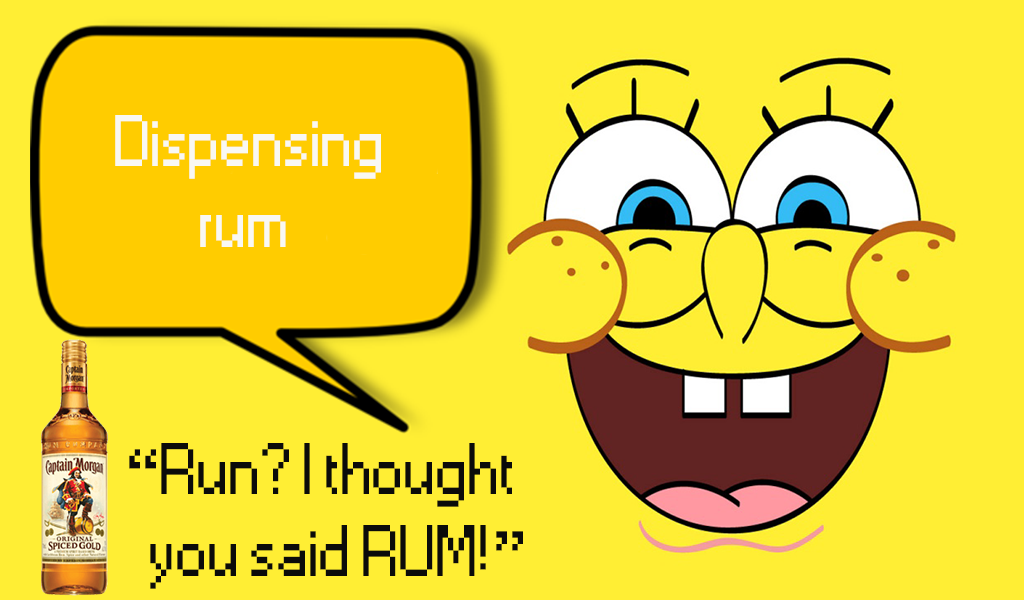 Dispensing
rum
Captain
Morgan
Captain Morgan
ORIGINAL
SPICED GOLD
“Run? I thought
you said RUM!”